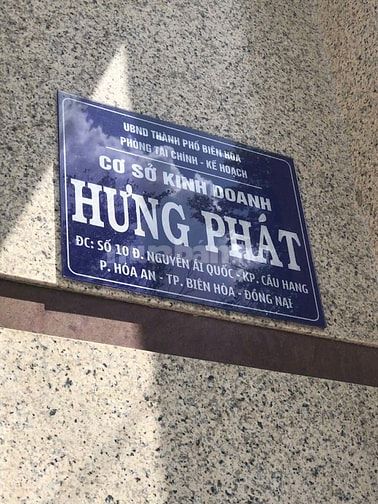 UBND THÀNH PHỐ BIÊN HÒA
PHÒNG TÀI CHÍNH - KẾ HOẠCH
CƠ SỞ KINH DOANH
HƯNG PHÁT
ĐC: SỐ 10 Đ. NGUYỄN ÁI QUỐC - KP. CẦU HANG
P. HÒA AN - TP, BIÊN HÒA - ĐỒNG NAI